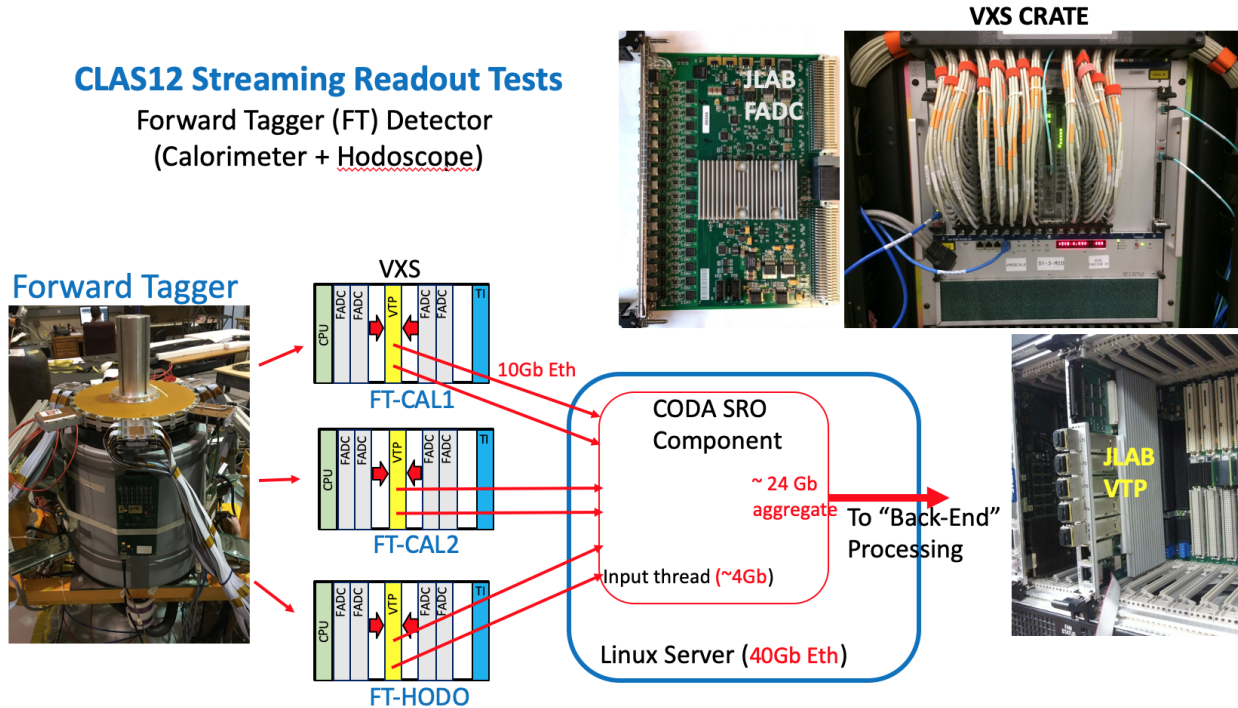 CLAS12 Streaming Readout Tests
Forward Tagger (FT) Detector
(Calorimeter + Hodoscope)
JLAB
FADC
VXS CRATE
Forward Tagger
VXS
CPU
FADC
FADC
VTP
FADC
FADC
TI
FT-CAL1
10Gb Eth
CPU
FADC
FADC
VTP
FADC
FADC
TI
FT-CAL2
CPU
FADC
FADC
VTP
FADC
FADC
TI
FT-HODO
CODA SRO
Component
~ 24 Gb
aggregate
Input thread (~4Gb)
Linux Server (40Gb Eth)
To “Back-End”
Processing
JLAB
VTP